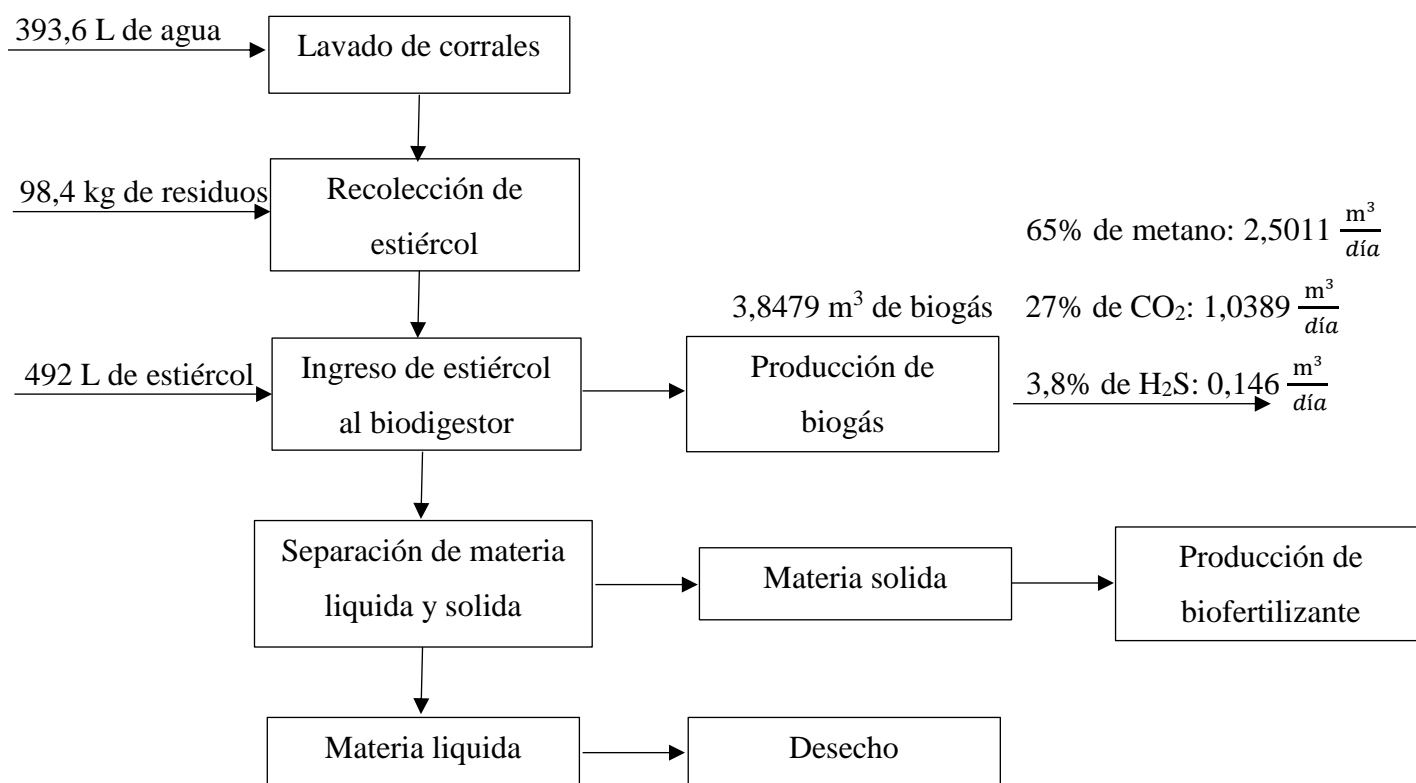 393,6 L de agua
Lavado de corrales
98,4 kg de residuos
Recolección de
estiércol
65% de metano: 2,5011 m³/día
3,8479 m³ de biogás
27% de CO₂: 1,0389 m³/día
492 L de estiércol
Ingreso de estiércol
al biodigestor
Producción de
biogás
3,8% de H₂S: 0,146 m³/día
Separación de materia
liquida y solida
Materia solida
Producción de
biofertilizante
Materia liquida
Desecho